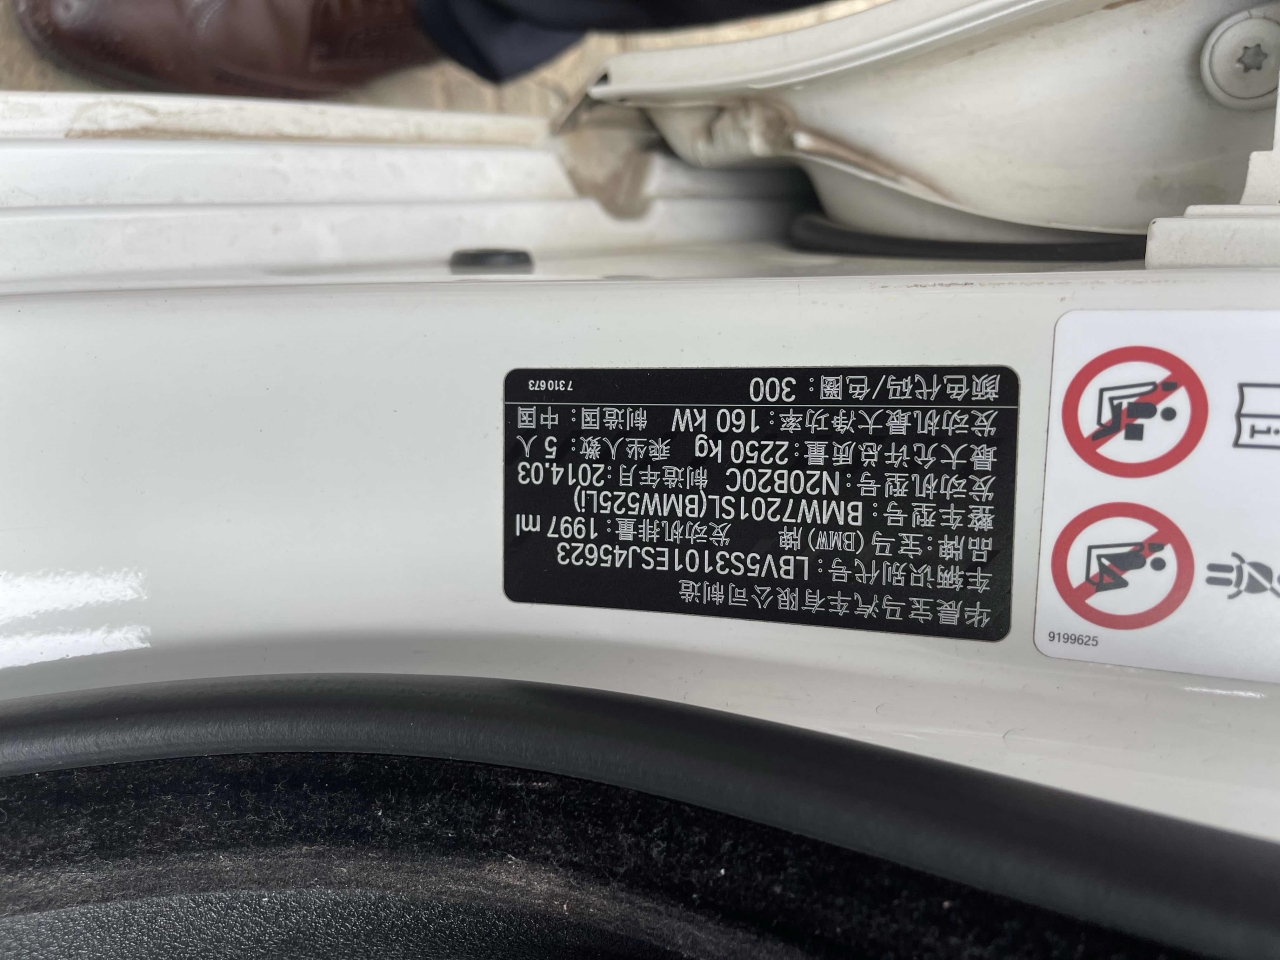 华晨宝马汽车有限公司制造
车辆识别代号：LBV5S3101ESJ45623
品牌：宝马（BMW）牌 发动机排量：1997 ml
整车型号：BMW7201SL(BMW525Li)
发动机型号：N20B20C 制造年月：2014.03
最大允许总质量：2250 kg 乘坐人数：5 人
发动机最大净功率：160 kW 制造国：中国
颜色代码/色圈：300 7310673
9199625